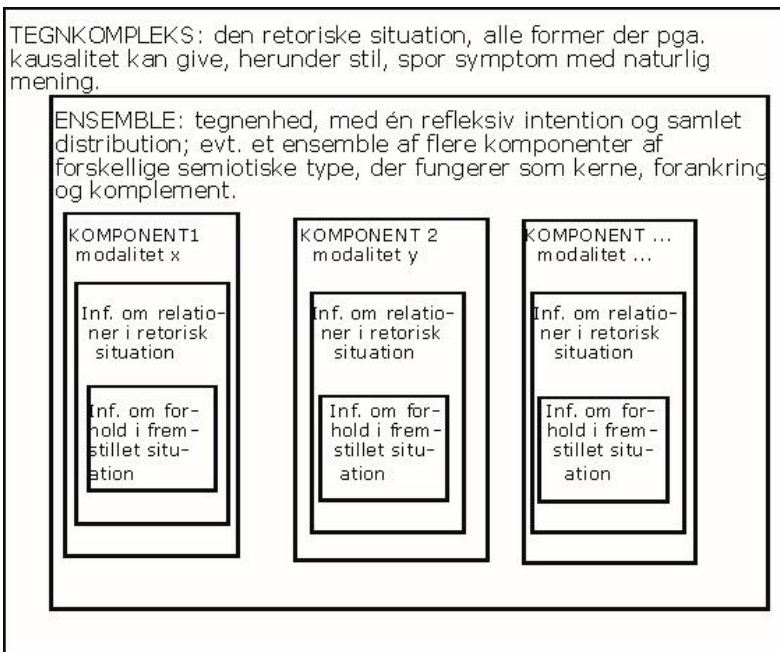 TEGNKOMPLEKS: den retoriske situation, alle former der pga.
kausalitet kan give, herunder stil, spor symptom med naturlig
mening.
ENSEMBLE: tegnenhed, med én refleksiv intention og samlet
distribution; evt. et ensemble af flere komponenter af
forskellige semiotiske type, der fungerer som kerne, forankring
og komplement.
KOMPONENT1
modalitet x
Inf. om relatio-
ner i retorisk
situation
Inf. om for-
hold i frem-
stillet situ-
ation
KOMPONENT 2
modalitet y
Inf. om relatio-
ner i retorisk
situation
Inf. om for-
hold i frem-
stillet situ-
ation
KOMPONENT ...
modalitet ...
Inf. om relatio-
ner i retorisk
situation
Inf. om for-
hold i frem-
stillet situ-
ation